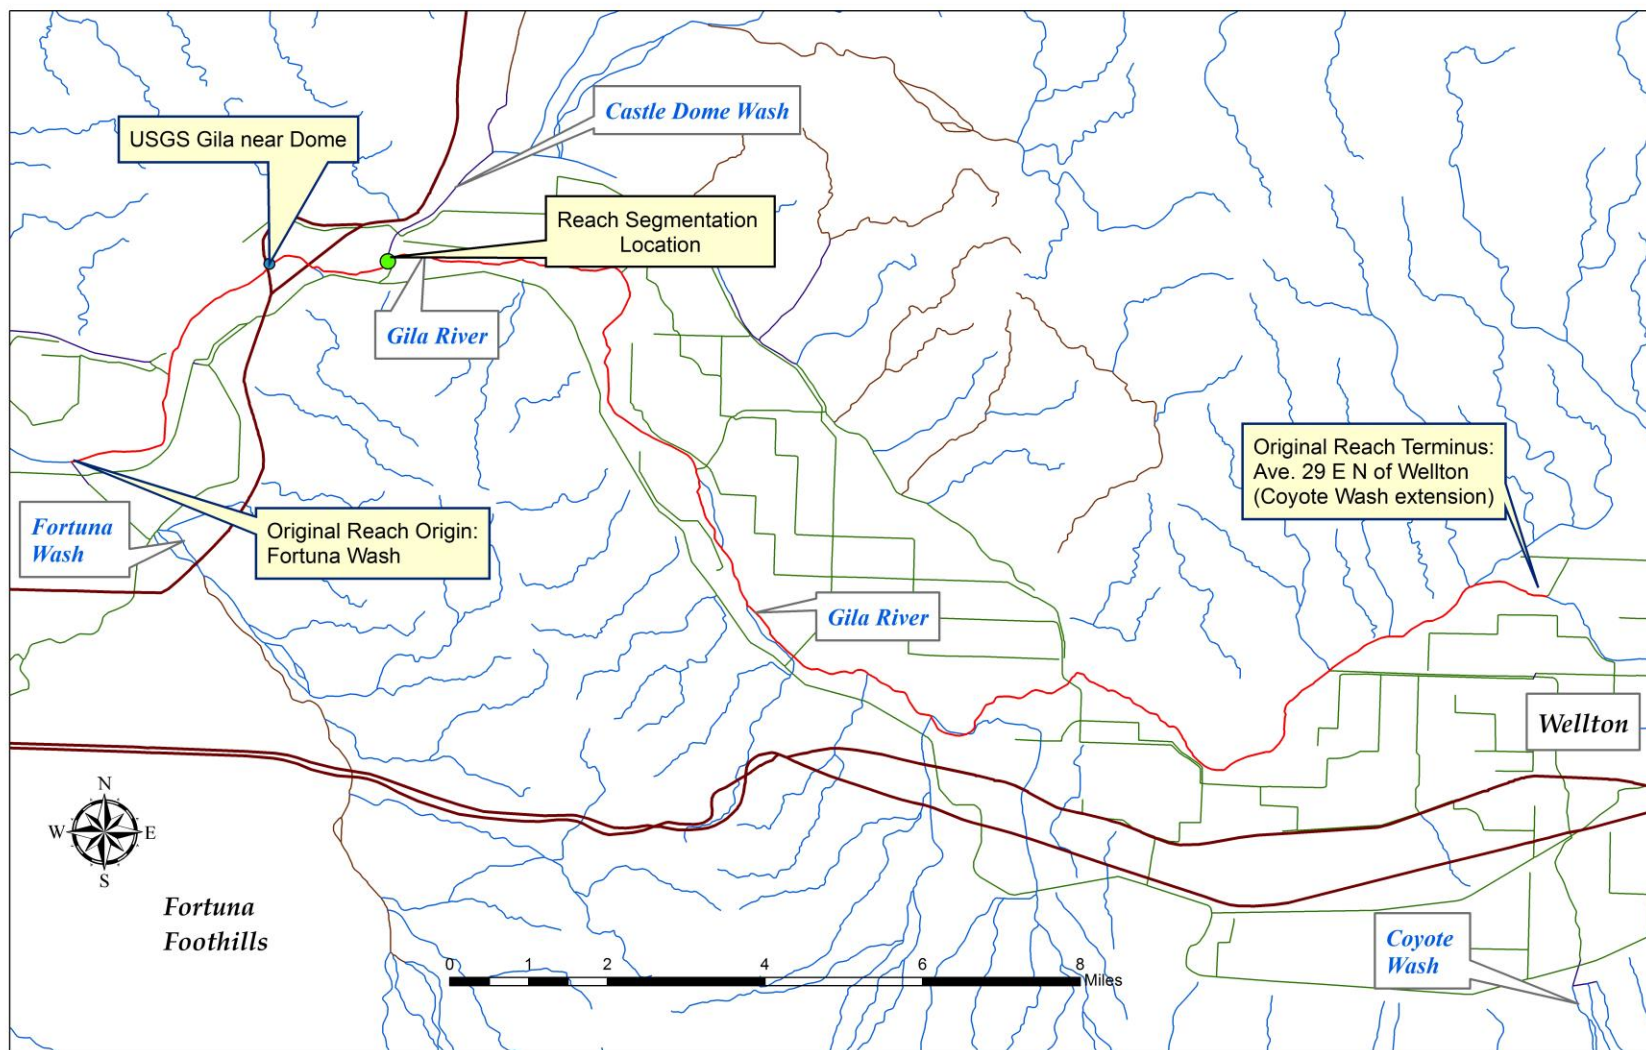 Castle Dome Wash
USGS Gila near Dome
Reach Segmentation
Location
Gila River
Original Reach Terminus:
Ave. 29 E N of Wellton
(Coyote Wash extension)
Fortuna
Wash
Original Reach Origin:
Fortuna Wash
Gila River
Wellton
N
W
E
S
Fortuna
Foothills
Coyote
Wash
0 1 2 4 6 8
Miles